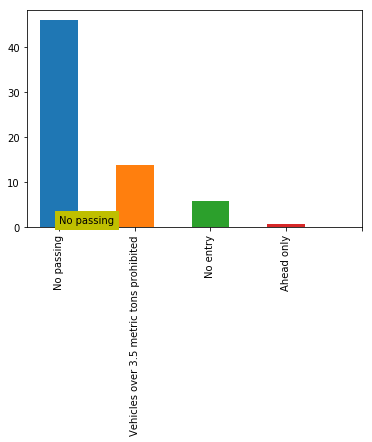 40
30
20
10
0
No passing
No passing
Vehicles over 3.5 metric tons prohibited
No entry
Ahead only